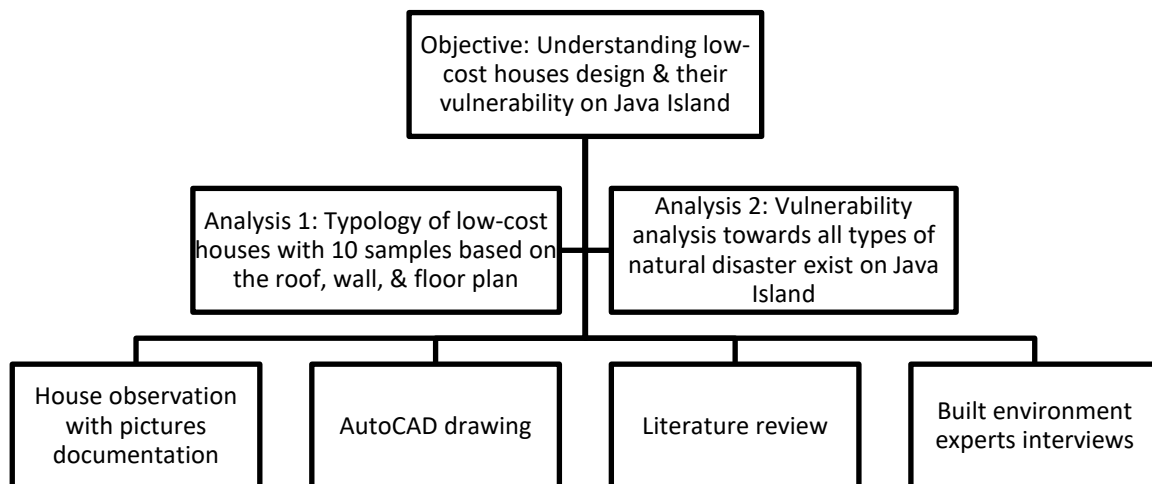 Objective: Understanding low-
cost houses design & their
vulnerability on Java Island
Analysis 1: Typology of low-cost
houses with 10 samples based on
the roof, wall, & floor plan
Analysis 2: Vulnerability
analysis towards all types of
natural disaster exist on Java
Island
House observation
with pictures
documentation
AutoCAD drawing
Literature review
Built environment
experts interviews